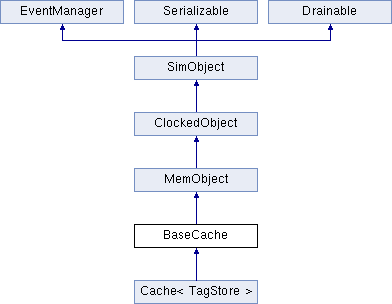 EventManager
Serializable
Drainable
SimObject
ClockedObject
MemObject
BaseCache
Cache< TagStore >